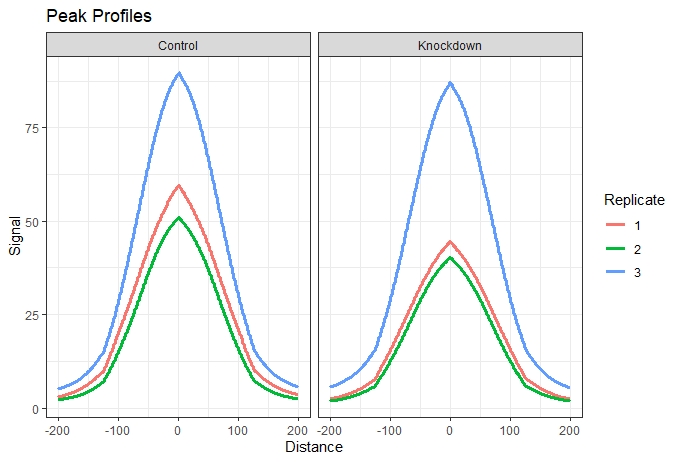 Peak Profiles
Control
Knockdown
Signal
75
50
25
0
-200 -100 0 100 200
-200 -100 0 100 200
Distance
Replicate
1
2
3